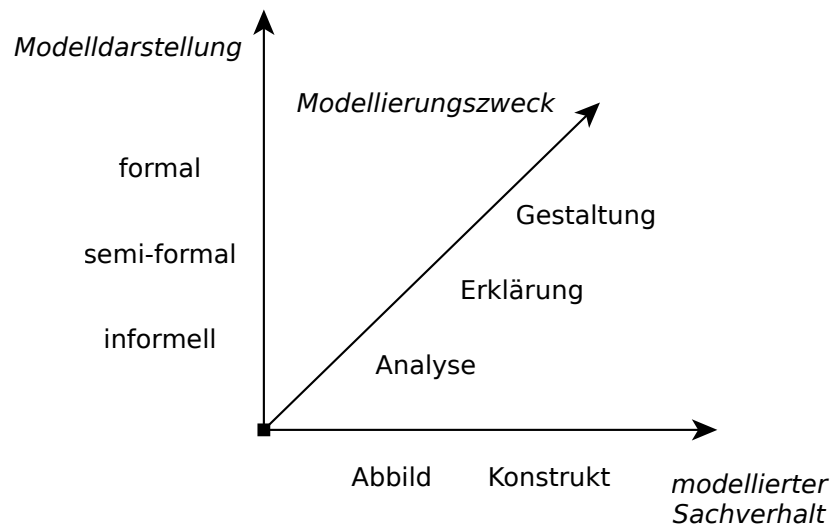 Modelldarstellung
Modellierungszweck
formal
Gestaltung
semi-formal
Erklärung
informell
Analyse
Abbild
Konstrukt
modellierter
Sachverhalt